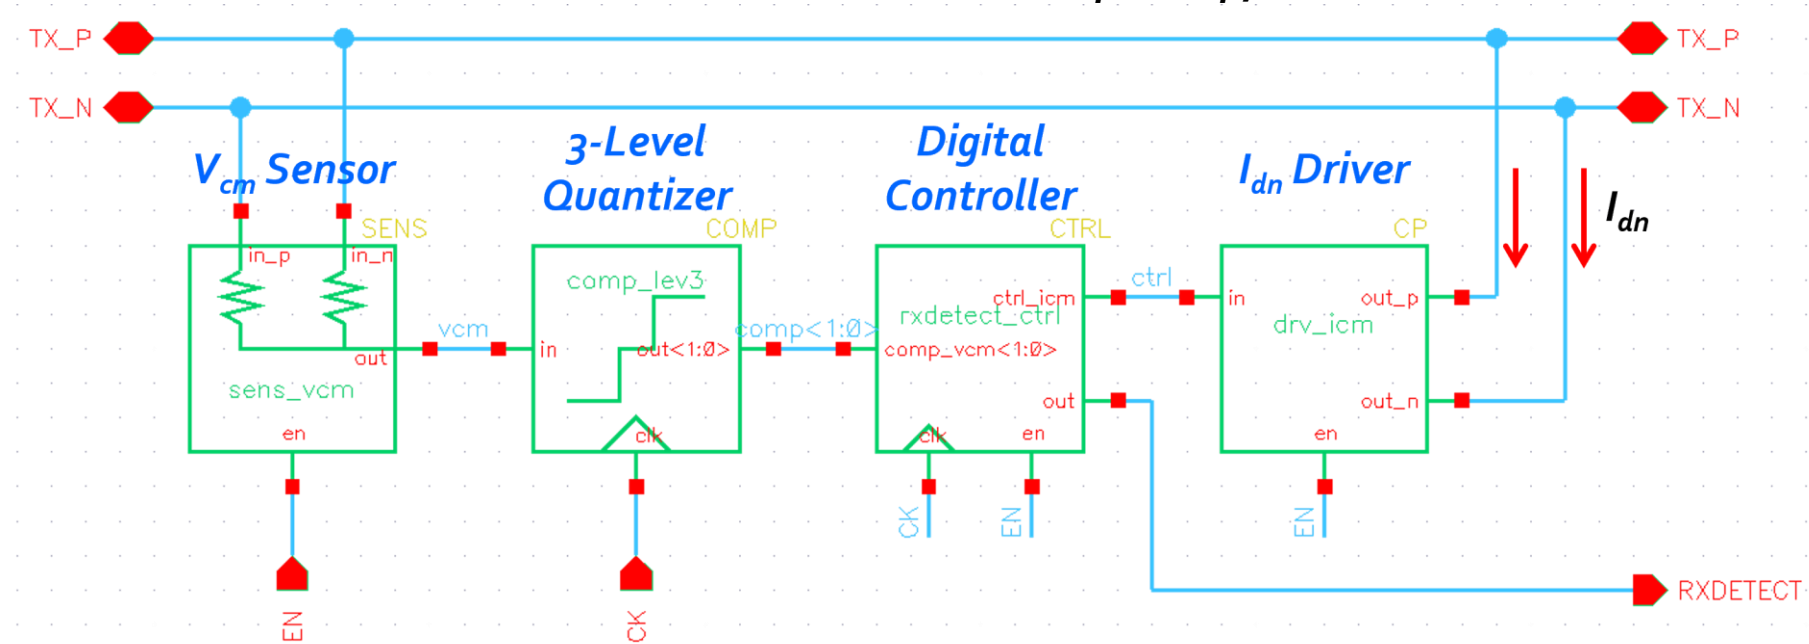 TX_P
TX_P
TX_N
TX_N
Vcm Sensor
3-Level
Quantizer
Digital
Controller
Idn Driver
Idn
SENS
COMP
CTRL
CP
in_p
in_n
comp_lev3
ctrl_icm
ctrl
in
out_p
rxdetect_ctrl
drv_icm
vcm
comp<1:0>
out
in
out<1:0>
comp_vcm<1:0>
sens_vcm
out
out_n
en
clk
clk
en
en
CK
EN
EN
RXDETECT
EN
CK